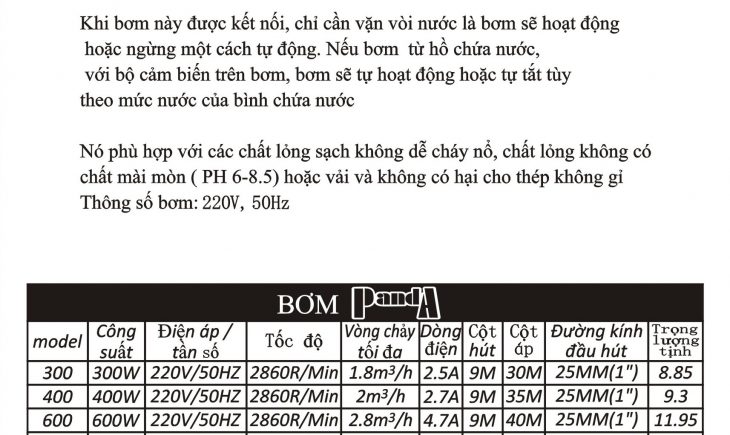 Khi bơm này được kết nối, chỉ cần vặn vòi nước là bơm sẽ hoạt động
hoặc ngừng một cách tự động. Nếu bơm từ hồ chứa nước,
với bộ cảm biến trên bơm, bơm sẽ tự hoạt động hoặc tự tắt tùy
theo mức nước của bình chứa nước
Nó phù hợp với các chất lỏng sạch không dễ cháy nổ, chất lỏng không có
chất mài mòn ( PH 6-8.5) hoặc vải và không có hại cho thép không gỉ
Thông số bơm: 220V, 50Hz
BƠM PandA
model Công suất Điện áp / tần số Tốc độ Vòng chảy tối đa Dòng điện Cột hút Cột áp Đường kính đầu hút Trọng lượng tịnh
300 300W 220V/50HZ 2860R/Min 1.8m³/h 2.5A 9M 30M 25MM(1") 8.85
400 400W 220V/50HZ 2860R/Min 2m³/h 2.7A 9M 35M 25MM(1") 9.3
600 600W 220V/50HZ 2860R/Min 2.8m³/h 4.7A 9M 40M 25MM(1") 11.95